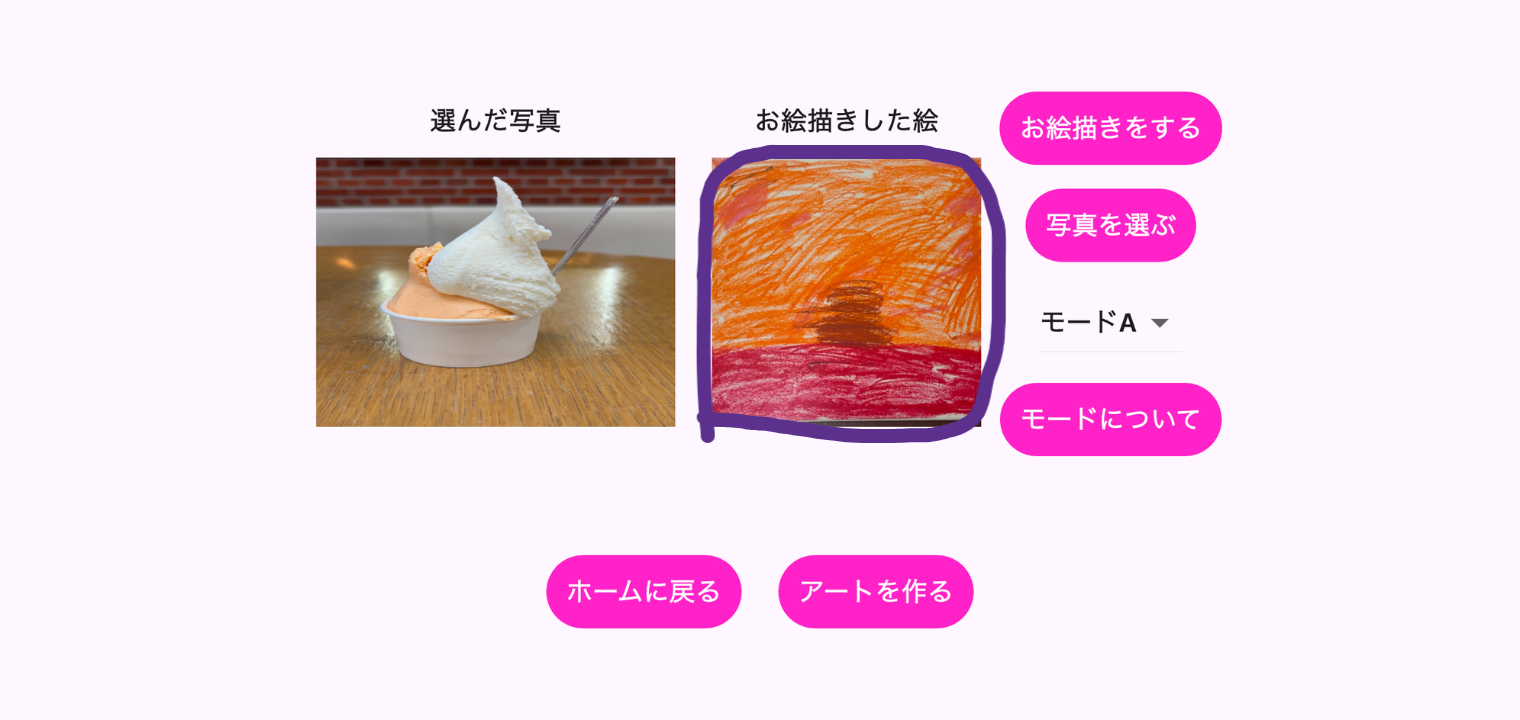 選んだ写真
お絵描きした絵
お絵描きをする
写真を選ぶ
モードA
モードについて
ホームに戻る
アートを作る